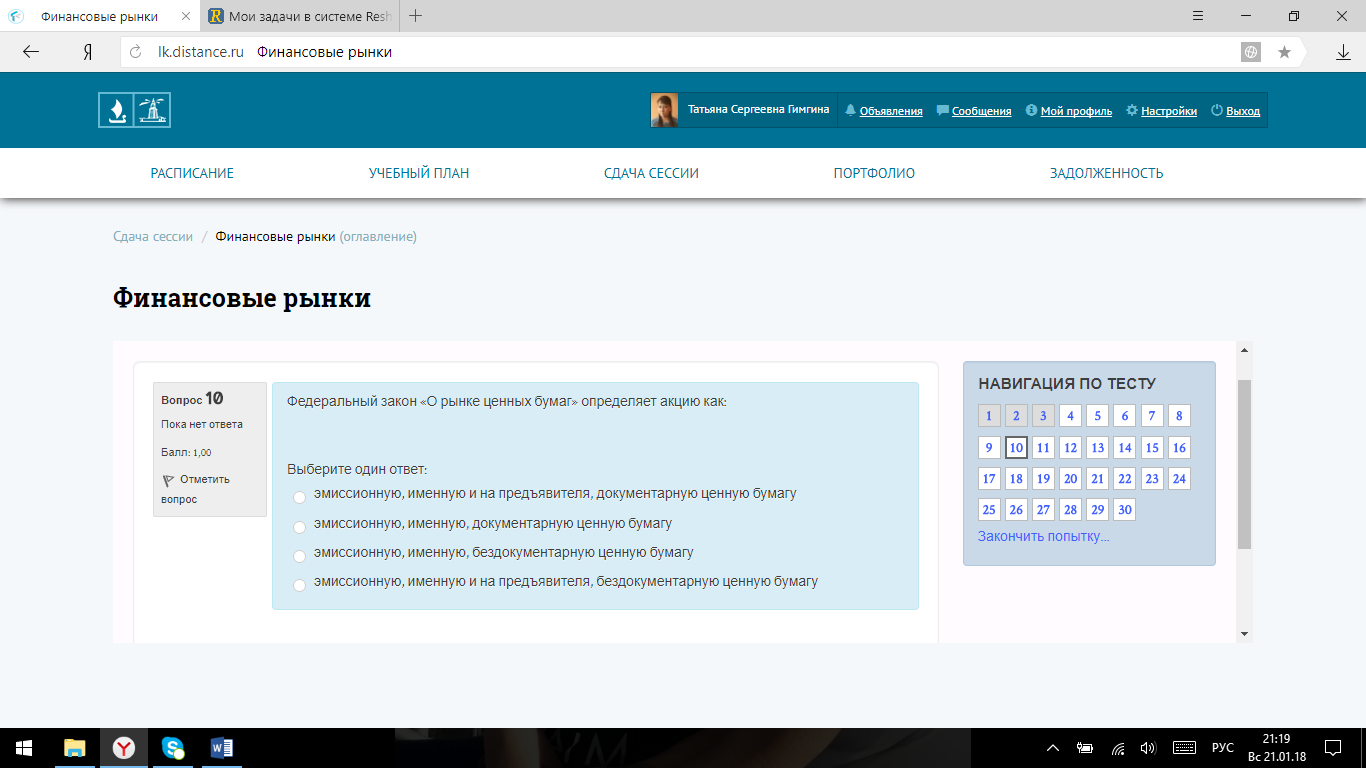 Финансовые рынки
Мои задачи в системе Resh
lk.distance.ru Финансовые рынки
Татьяна Сергеевна Гимгина Объявления Сообщения Мой профиль Настройки Выход
РАСПИСАНИЕ УЧЕБНЫЙ ПЛАН СДАЧА СЕССИИ ПОРТФОЛИО ЗАДОЛЖЕННОСТЬ
Сдача сессии / Финансовые рынки (оглавление)
Финансовые рынки
Вопрос 10
Пока нет ответа
Балл: 1,00
Отметить
вопрос
Федеральный закон «О рынке ценных бумаг» определяет акцию как:
Выберите один ответ:
эмиссионную, именную и на предъявителя, документарную ценную бумагу
эмиссионную, именную, документарную ценную бумагу
эмиссионную, именную, бездокументарную ценную бумагу
эмиссионную, именную и на предъявителя, бездокументарную ценную бумагу
НАВИГАЦИЯ ПО ТЕСТУ
1 2 3 4 5 6 7 8
9 10 11 12 13 14 15 16
17 18 19 20 21 22 23 24
25 26 27 28 29 30
Закончить попытку...
РУС
21:19
Вс 21.01.18